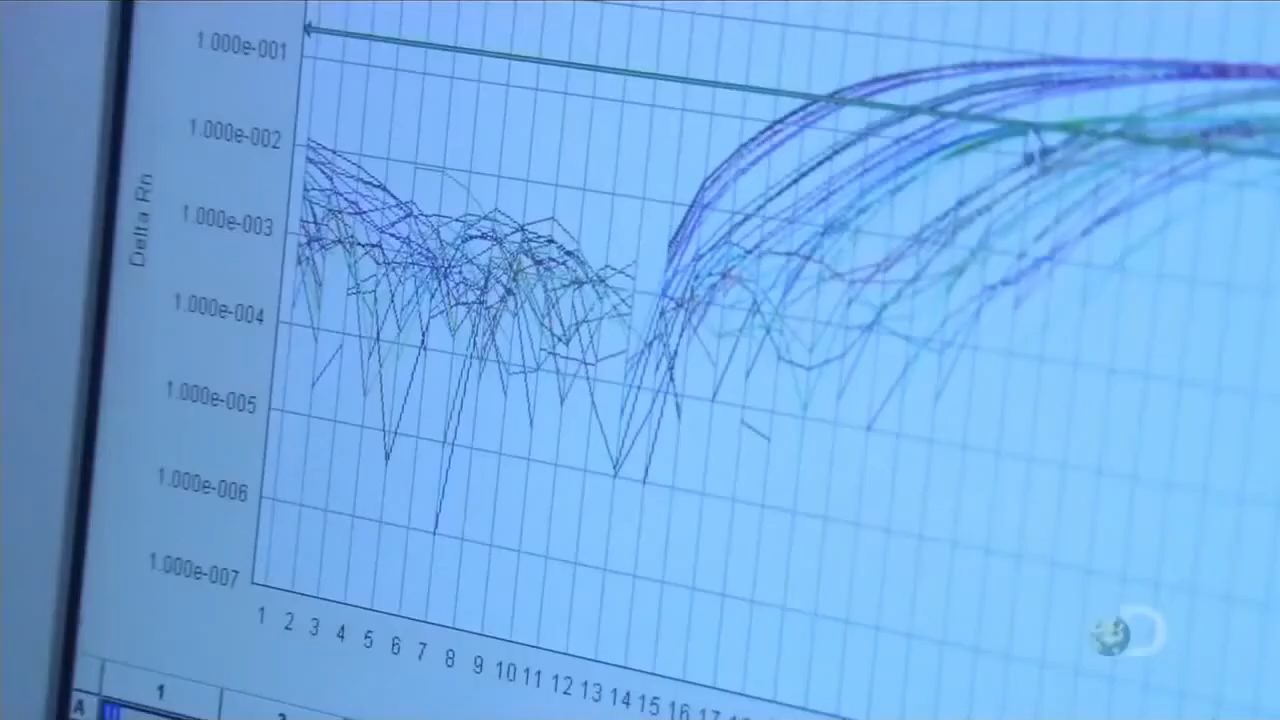 1.000e-001
1.000e-002
1.000e-003
1.000e-004
1.000e-005
1.000e-006
1.000e-007
Delta Rn
1 2 3 4 5 6 7 8 9 10 11 12 13 14 15 16 17
1
A
D